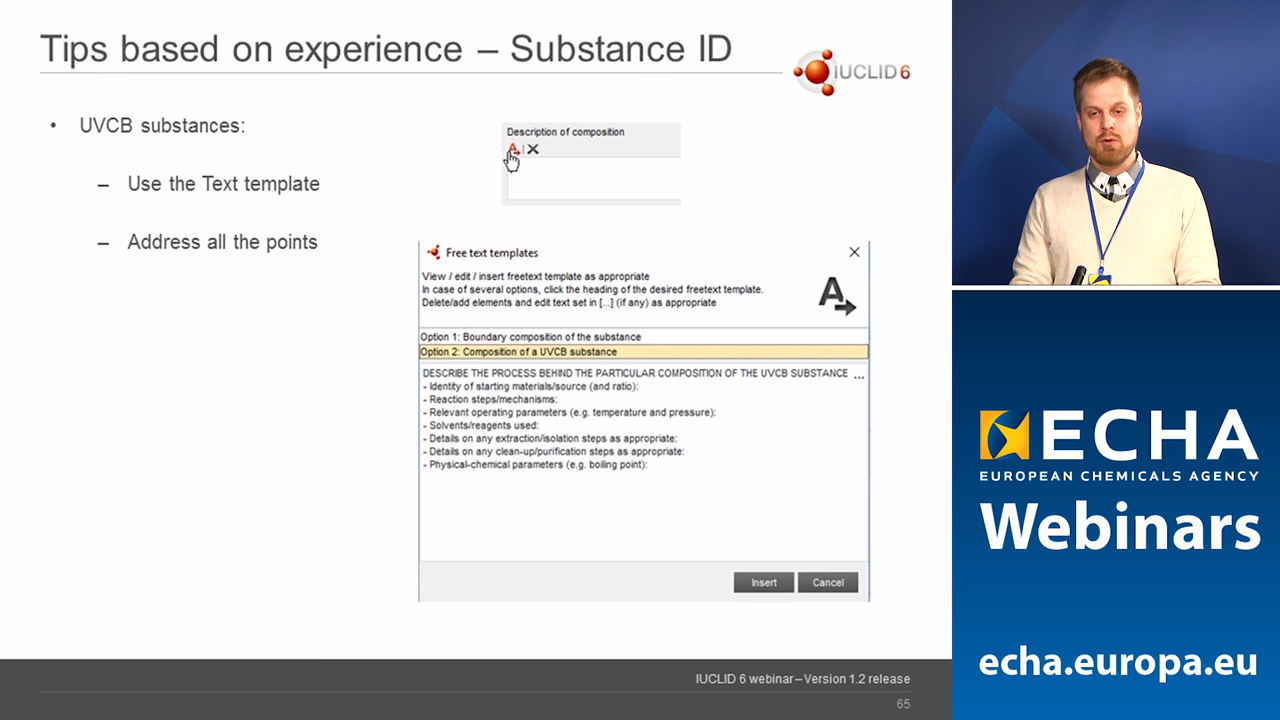 Tips based on experience – Substance ID
IUCLID 6
• UVCB substances:
– Use the Text template
– Address all the points
Description of composition
Free text templates
View / edit / insert freetext template as appropriate
In case of several options, click the heading of the desired freetext template.
Delete/add elements and edit text set in [...] (if any) as appropriate
Option 1: Boundary composition of the substance
Option 2: Composition of a UVCB substance
DESCRIBE THE PROCESS BEHIND THE PARTICULAR COMPOSITION OF THE UVCB SUBSTANCE ...
- Identity of starting materials/source (and ratio):
- Reaction steps/mechanisms:
- Relevant operating parameters (e.g. temperature and pressure):
- Solvents/reagents used:
- Details on any extraction/isolation steps as appropriate:
- Details on any clean-up/purification steps as appropriate:
- Physical-chemical parameters (e.g. boiling point):
Insert Cancel
IUCLID 6 webinar – Version 1.2 release
65
ECHA
EUROPEAN CHEMICALS AGENCY
Webinars
echa.europa.eu